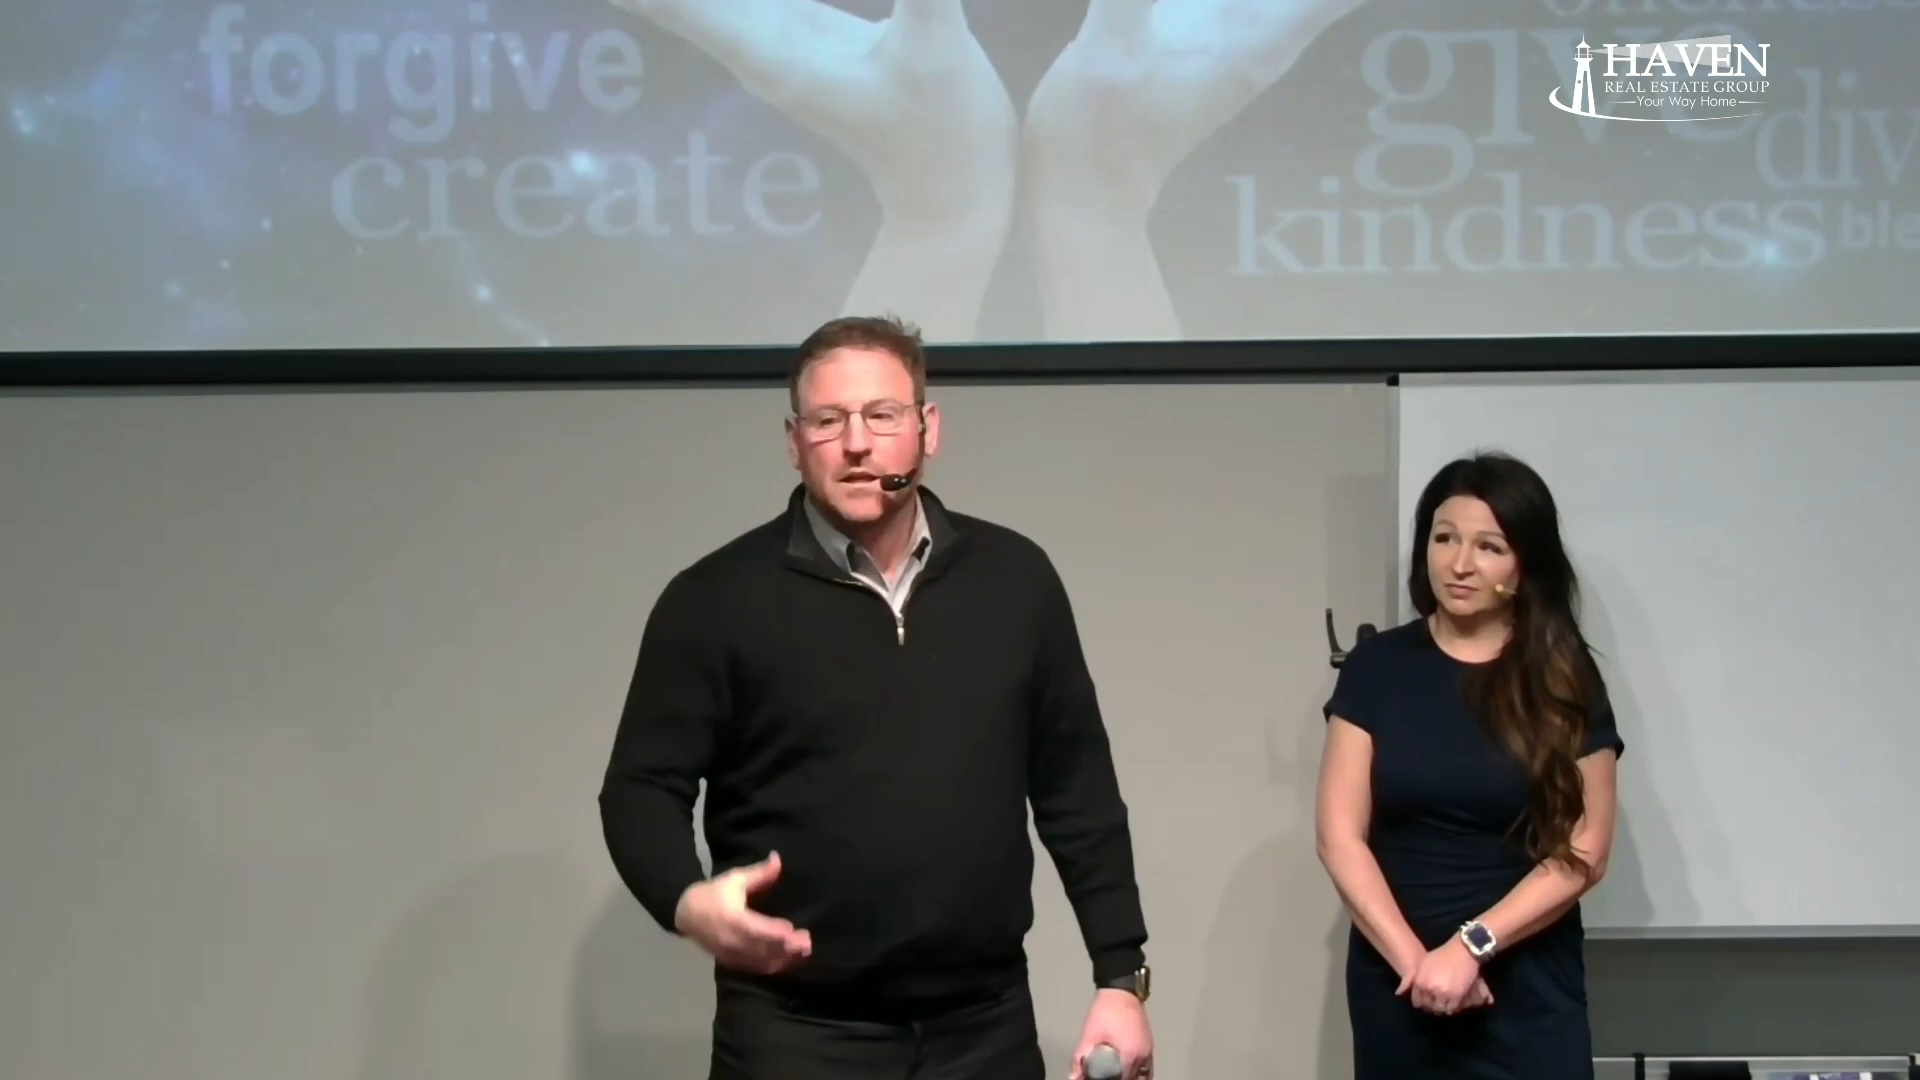 forgive
create
give
kindness
HAVEN
REAL ESTATE GROUP
Your Way Home